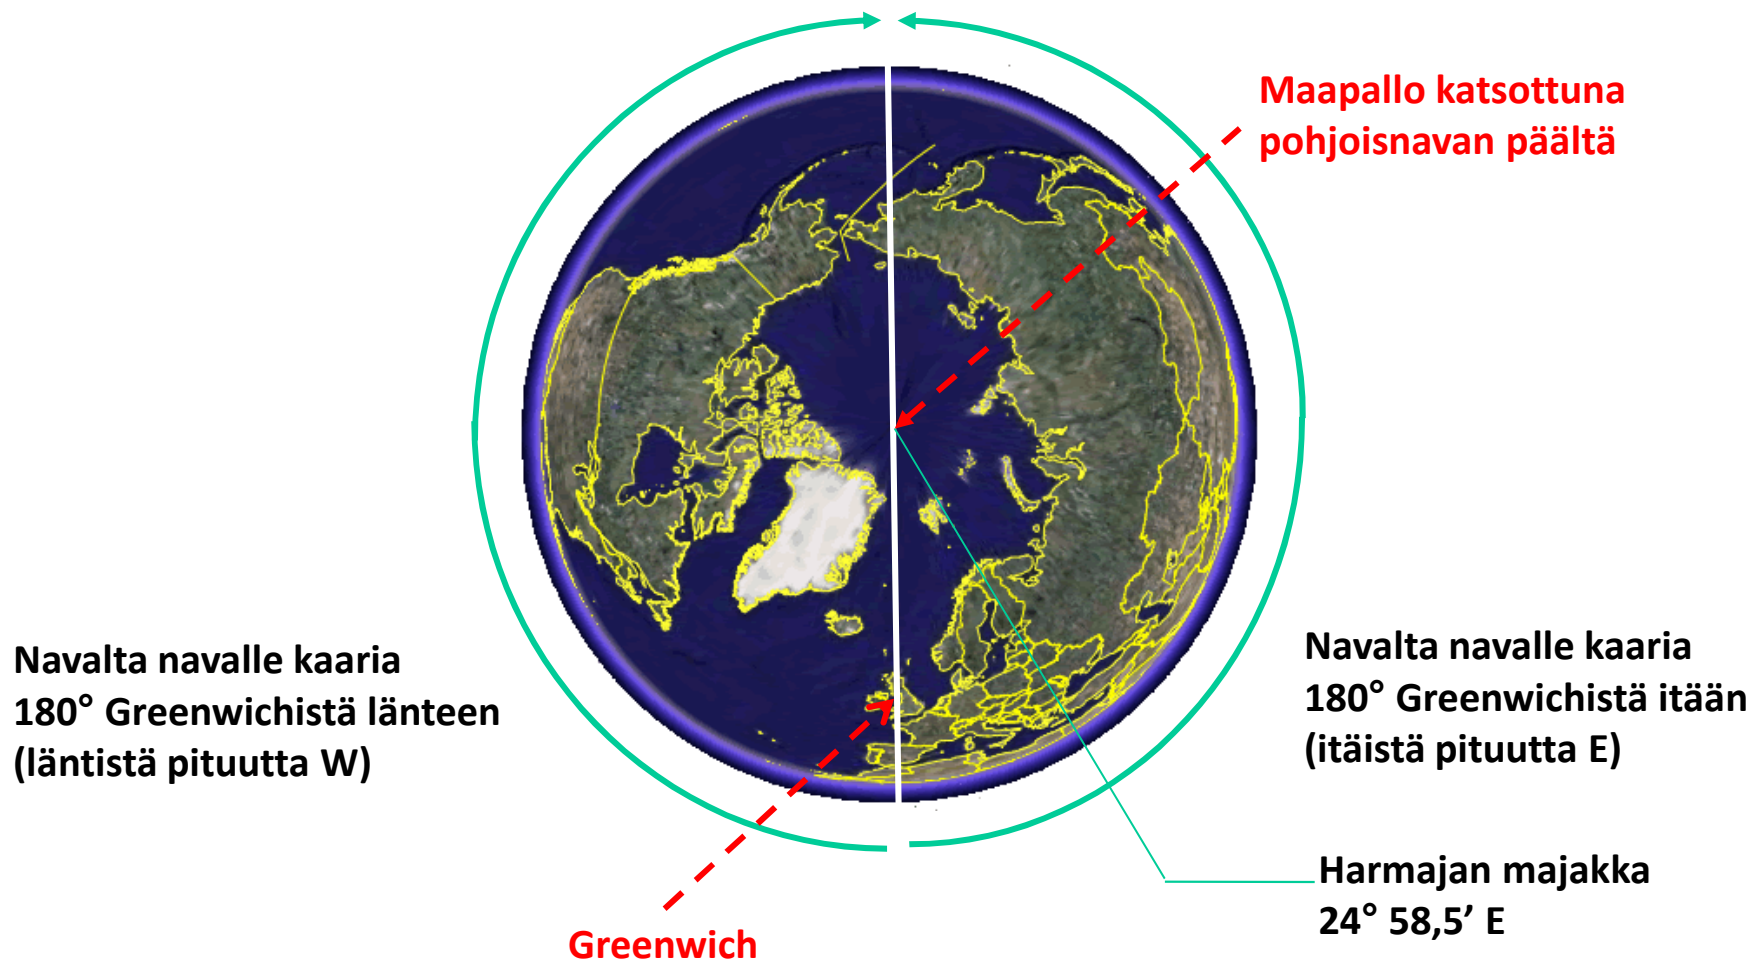 Maapallo katsottuna
pohjoisnavan päältä
Navalta navalle kaaria
180° Greenwichistä länteen
(läntistä pituutta W)
Navalta navalle kaaria
180° Greenwichistä itään
(itäistä pituutta E)
Harmajan majakka
24° 58,5’ E
Greenwich